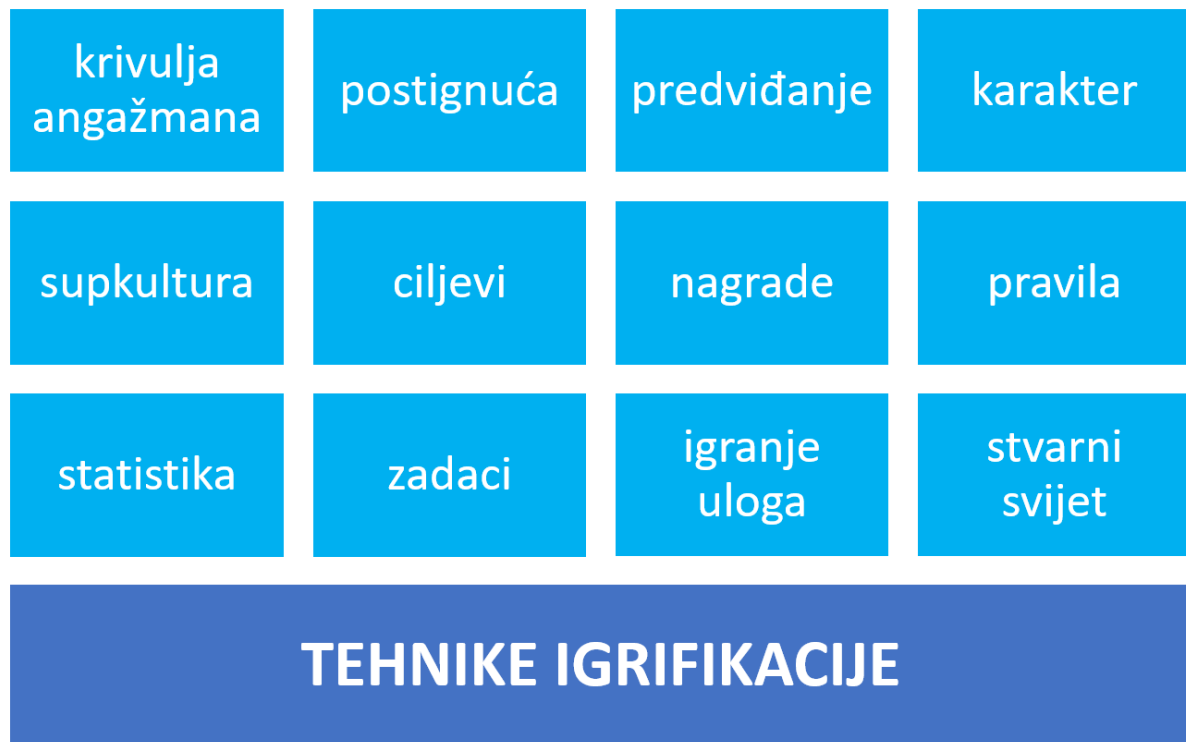 krivulja
angažmana
postignuća
predviđanje
karakter
supkultura
ciljevi
nagrade
pravila
statistika
zadaci
igranje
uloga
stvarni
svijet
TEHNIKE IGRIFIKACIJE